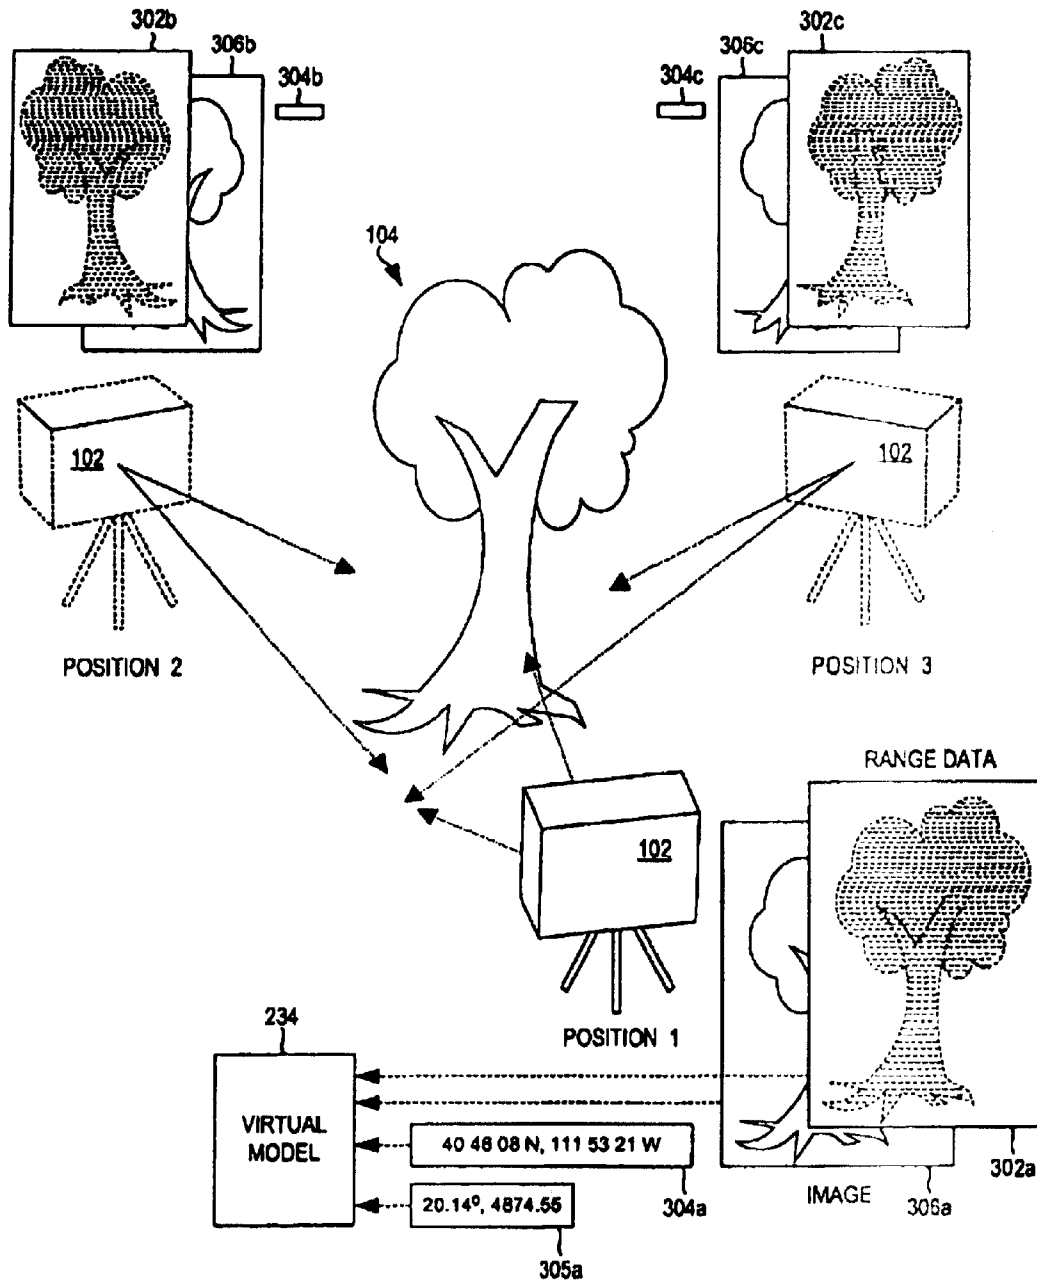 302b
306b
304b
302c
306c
304c
104
102
102
POSITION 2
POSITION 3
RANGE DATA
102
POSITION 1
234
VIRTUAL
MODEL
40 46 08 N, 111 53 21 W
304a
20.14°, 4874.55
305a
IMAGE
306a
302a